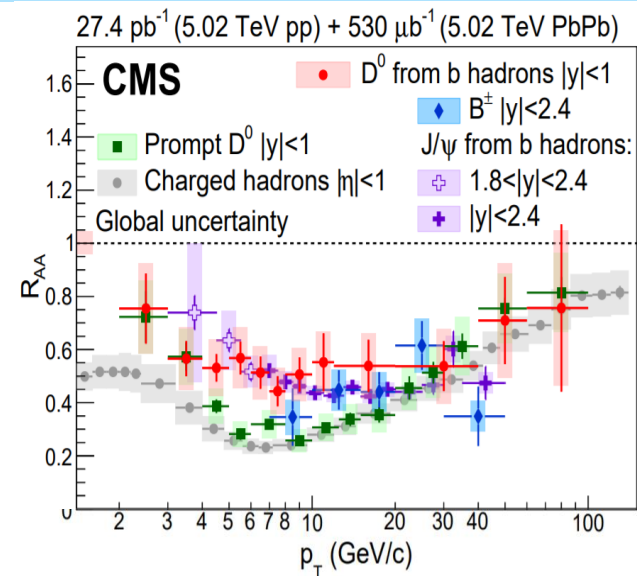 27.4 pb⁻¹ (5.02 TeV pp) + 530 μb⁻¹ (5.02 TeV PbPb)
CMS
D⁰ from b hadrons |y|<1
B± |y|<2.4
Prompt D⁰ |y|<1
J/ψ from b hadrons:
Charged hadrons |η|<1
1.8<|y|<2.4
Global uncertainty
|y|<2.4
R_AA
1.6
1.4
1.2
1
0.8
0.6
0.4
0.2
0
2 3 4 5 6 7 8 10 20 30 40 100
p_T (GeV/c)